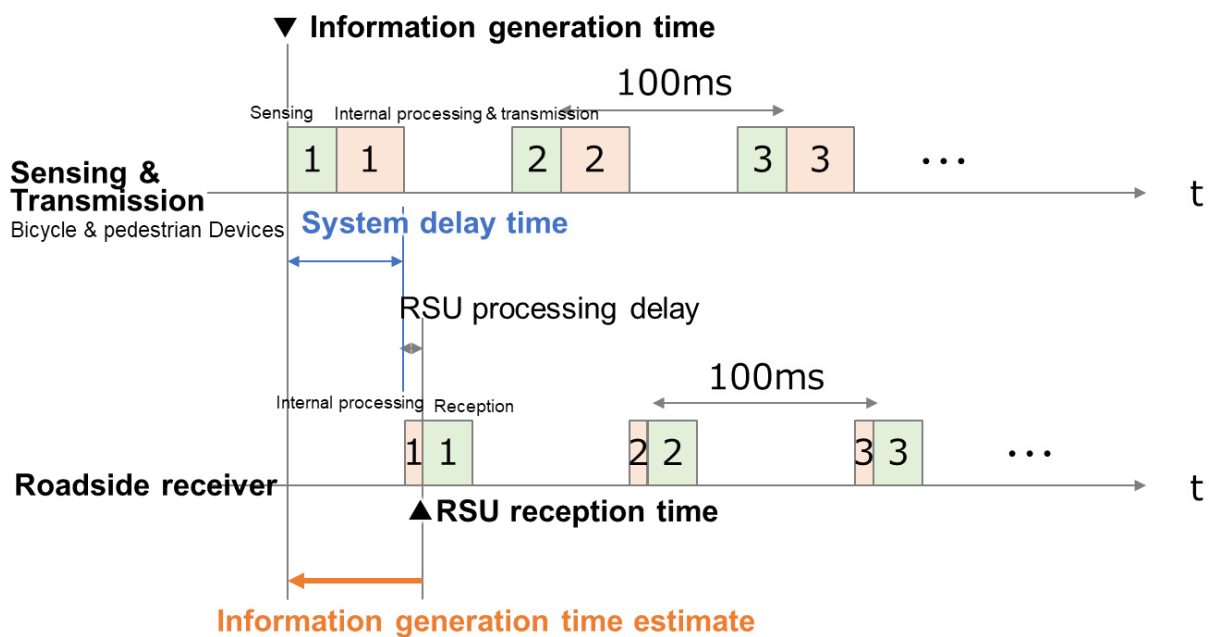 ▼ Information generation time
100ms
Sensing
Internal processing & transmission
1 1 2 2 3 3 ...
Sensing &
Transmission
Bicycle & pedestrian Devices
t
System delay time
RSU processing delay
100ms
Internal processing
Reception
1 1 2 2 3 3 ...
Roadside receiver
t
▲RSU reception time
Information generation time estimate